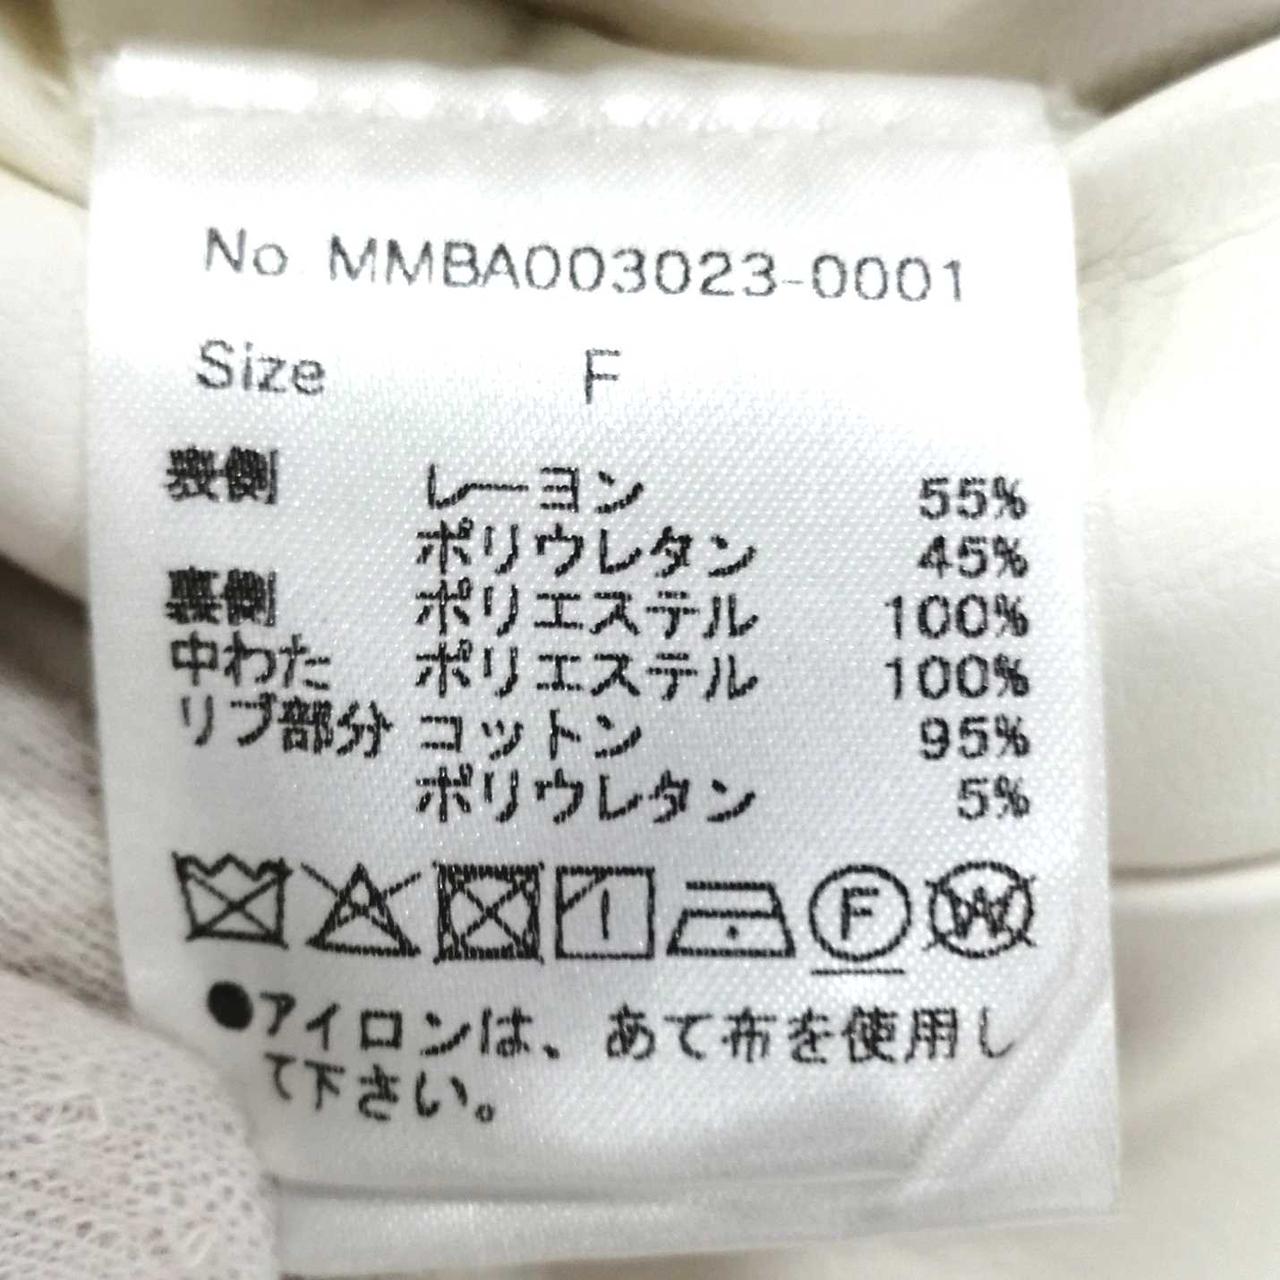 No. MMBA003023-0001
Size F
表側 レーヨン 55%
ポリウレタン 45%
裏側 ポリエステル 100%
中わた ポリエステル 100%
リブ部分 コットン 95%
ポリウレタン 5%
F W
●アイロンは、あて布を使用し
て下さい。